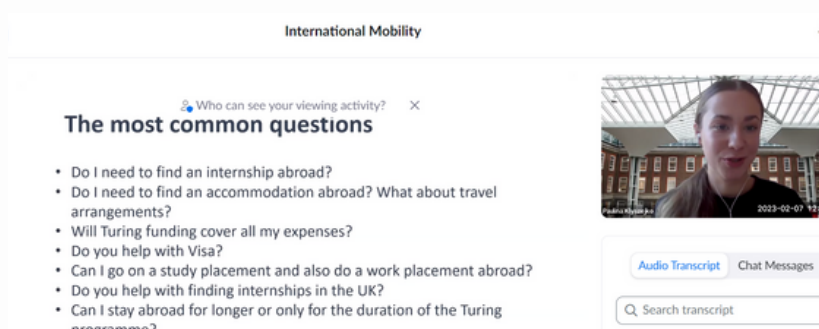 International Mobility
Who can see your viewing activity?
The most common questions
• Do I need to find an internship abroad?
• Do I need to find an accommodation abroad? What about travel
arrangements?
• Will Turing funding cover all my expenses?
• Do you help with Visa?
• Can I go on a study placement and also do a work placement abroad?
• Do you help with finding internships in the UK?
• Can I stay abroad for longer or only for the duration of the Turing
programme?
2023-02-07
Audio Transcript
Chat Messages
Search transcript